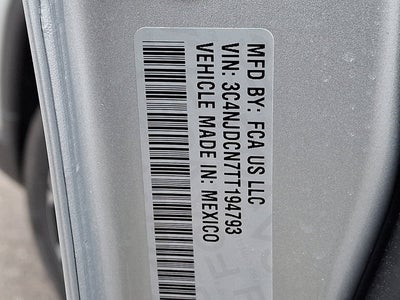 MFD BY: FCA US LLC
VIN: 3C4NJDCN7TT194793
VEHICLE MADE IN: MEXICO